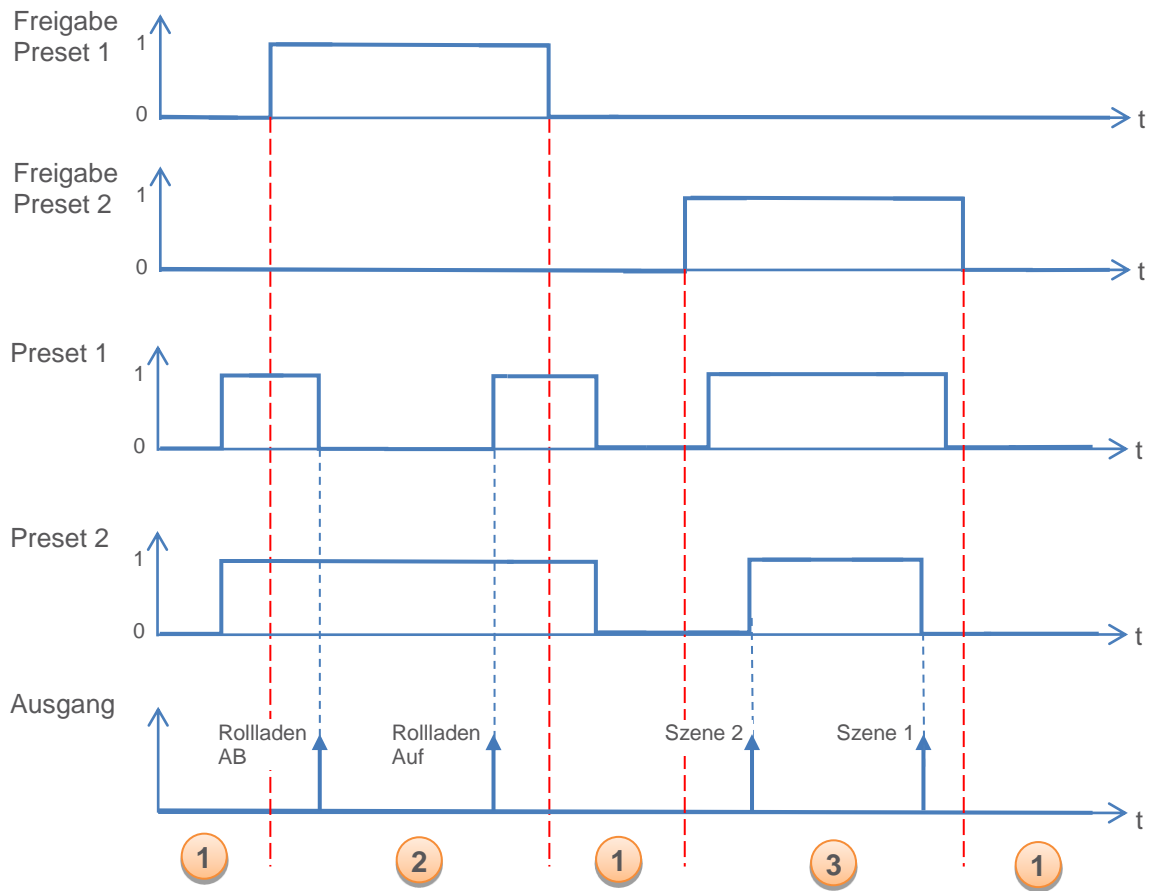 Freigabe
Preset 1
1
0
t
Freigabe
Preset 2
1
0
t
Preset 1
1
0
t
Preset 2
1
0
t
Ausgang
Rollladen
AB
Rollladen
Auf
Szene 2
Szene 1
t
1
2
1
3
1